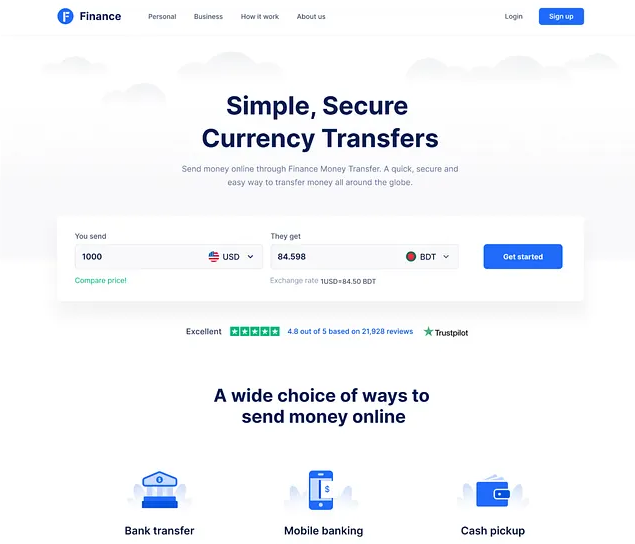 Finance
Personal Business How it work About us
Login Sign up
Simple, Secure
Currency Transfers
Send money online through Finance Money Transfer. A quick, secure and
easy way to transfer money all around the globe.
You send They get
1000 USD 84.598 BDT Get started
Compare price! Exchange rate 1USD=84.50 BDT
Excellent 4.8 out of 5 based on 21,928 reviews Trustpilot
A wide choice of ways to
send money online
$ $
Bank transfer Mobile banking Cash pickup